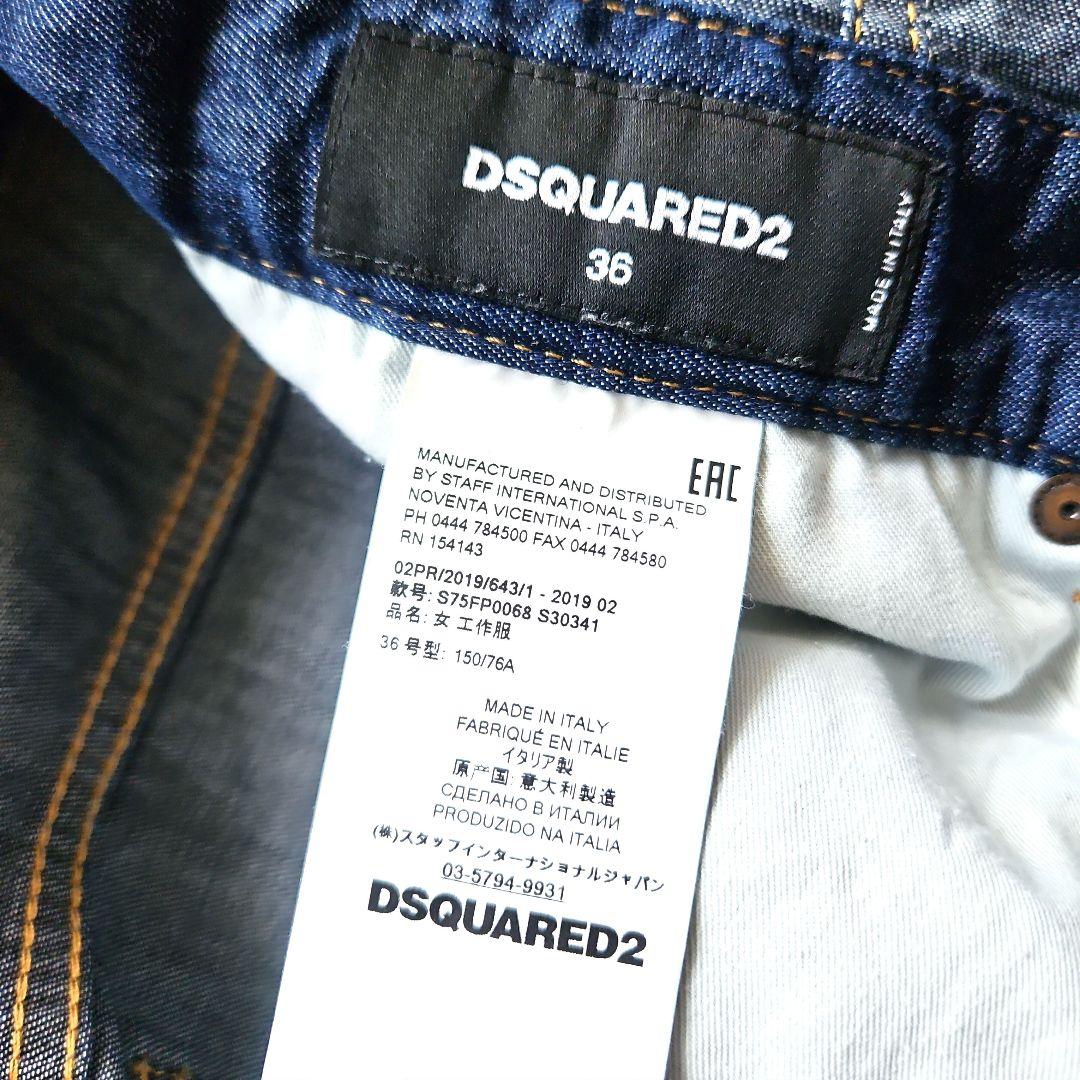 DSQUARED2
36
MADE IN ITALY
EAC
MANUFACTURED AND DISTRIBUTED
BY STAFF INTERNATIONAL S.P.A.
NOVENTA VICENTINA - ITALY
PH 0444 784500 FAX 0444 784580
RN 154143
02PR/2019/643/1 - 2019 02
款号: S75FP0068 S30341
品名: 女 工作服
36 号型: 150/76A
MADE IN ITALY
FABRIQUÉ EN ITALIE
イタリア製
原产国: 意大利製造
СДЕЛАНО В ИТАЛИИ
PRODUZIDO NA ITALIA
(株)スタッフインターナショナルジャパン
03-5794-9931
DSQUARED2